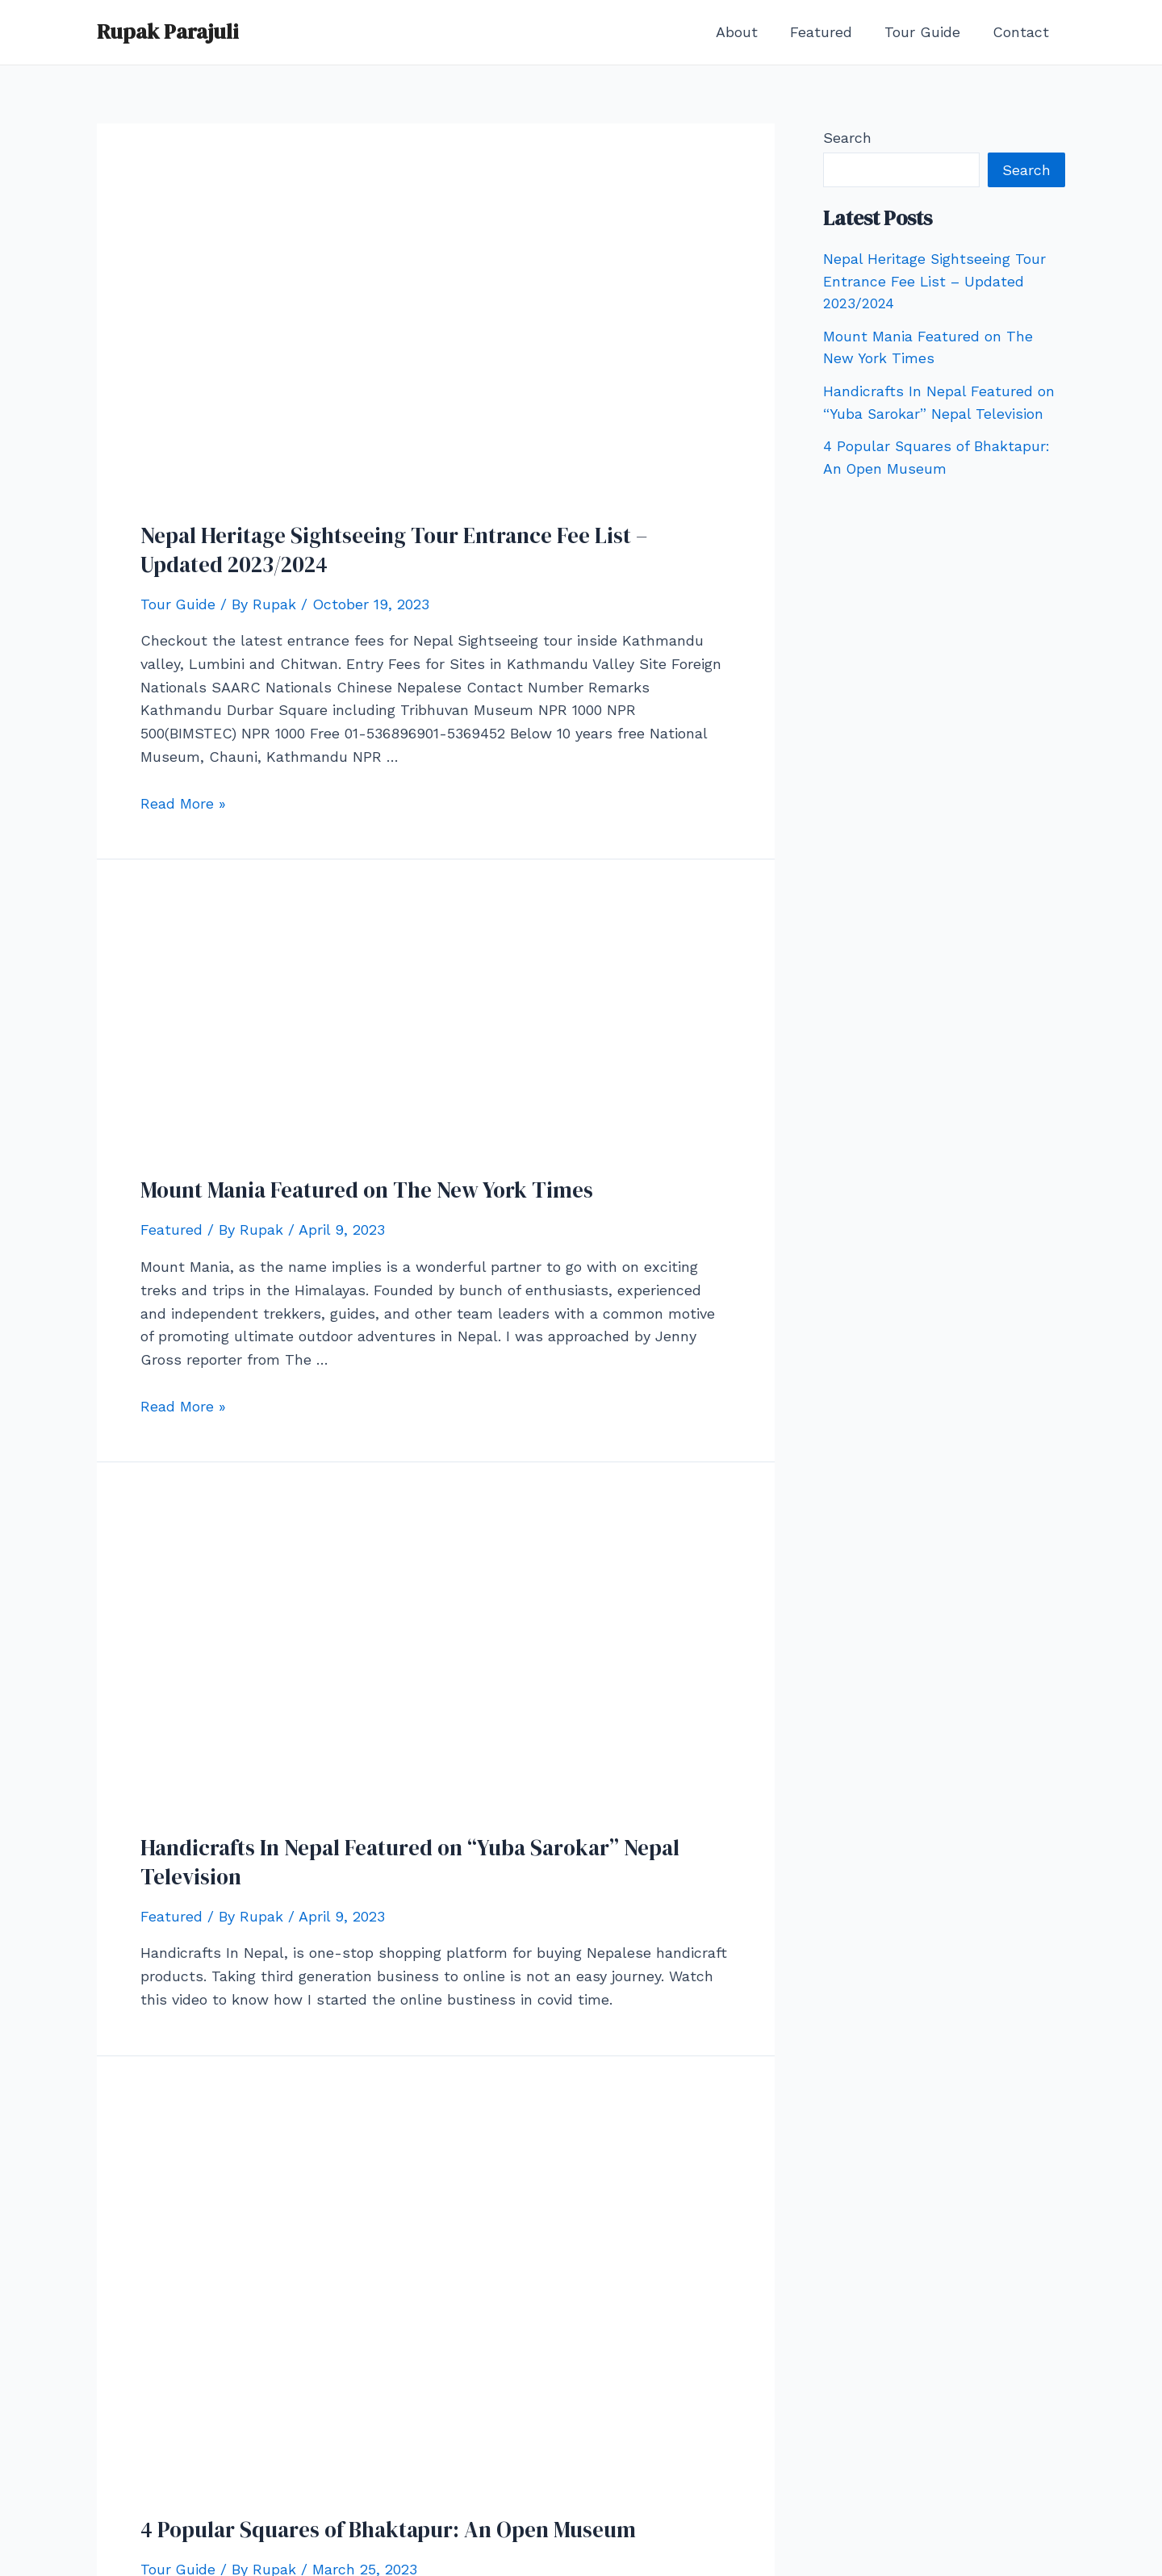 Rupak Parajuli
About
Featured
Tour Guide
Contact
Nepal Heritage Sightseeing Tour Entrance Fee List –
Updated 2023/2024
Tour Guide / By Rupak / October 19, 2023
Checkout the latest entrance fees for Nepal Sightseeing tour inside Kathmandu
valley, Lumbini and Chitwan. Entry Fees for Sites in Kathmandu Valley Site Foreign
Nationals SAARC Nationals Chinese Nepalese Contact Number Remarks
Kathmandu Durbar Square including Tribhuvan Museum NPR 1000 NPR
500(BIMSTEC) NPR 1000 Free 01-536896901-5369452 Below 10 years free National
Museum, Chauni, Kathmandu NPR …
Read More »
Mount Mania Featured on The New York Times
Featured / By Rupak / April 9, 2023
Mount Mania, as the name implies is a wonderful partner to go with on exciting
treks and trips in the Himalayas. Founded by bunch of enthusiasts, experienced
and independent trekkers, guides, and other team leaders with a common motive
of promoting ultimate outdoor adventures in Nepal. I was approached by Jenny
Gross reporter from The …
Read More »
Handicrafts In Nepal Featured on “Yuba Sarokar” Nepal
Television
Featured / By Rupak / April 9, 2023
Handicrafts In Nepal, is one-stop shopping platform for buying Nepalese handicraft
products. Taking third generation business to online is not an easy journey. Watch
this video to know how I started the online bustiness in covid time.
4 Popular Squares of Bhaktapur: An Open Museum
Tour Guide / By Rupak / March 25, 2023
Search
Search
Latest Posts
Nepal Heritage Sightseeing Tour
Entrance Fee List – Updated
2023/2024
Mount Mania Featured on The
New York Times
Handicrafts In Nepal Featured on
“Yuba Sarokar” Nepal Television
4 Popular Squares of Bhaktapur:
An Open Museum